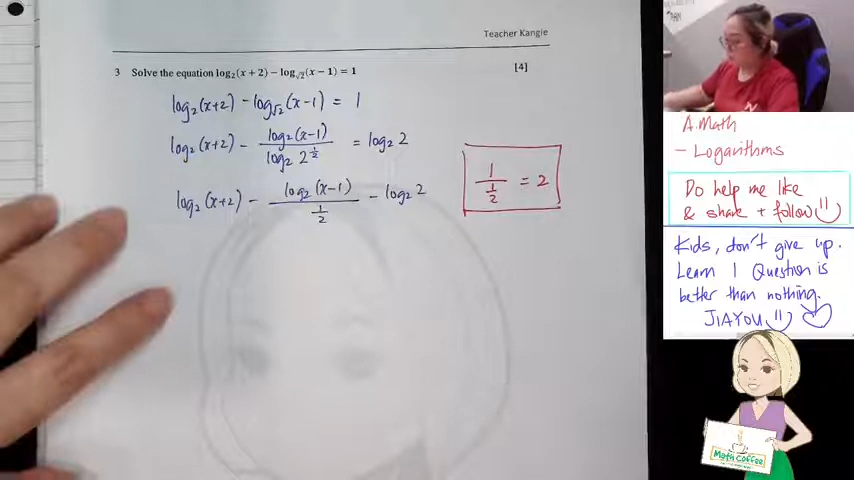 Teacher Kangie
3 Solve the equation log₂(x + 2) − log_√2(x − 1) = 1
[4]
log₂(x+2) - log_√2(x-1) = 1
log₂(x+2) - log₂(x-1) / log₂ 2^½ = log₂ 2
log₂(x+2) - log₂(x-1) / ½ - log₂ 2
1 / ½ = 2
A.Math
- Logarithms
Do help me like
& share + follow
Kids, don't give up.
Learn 1 Question is
better than nothing.
JIAYOU
Math Coffee